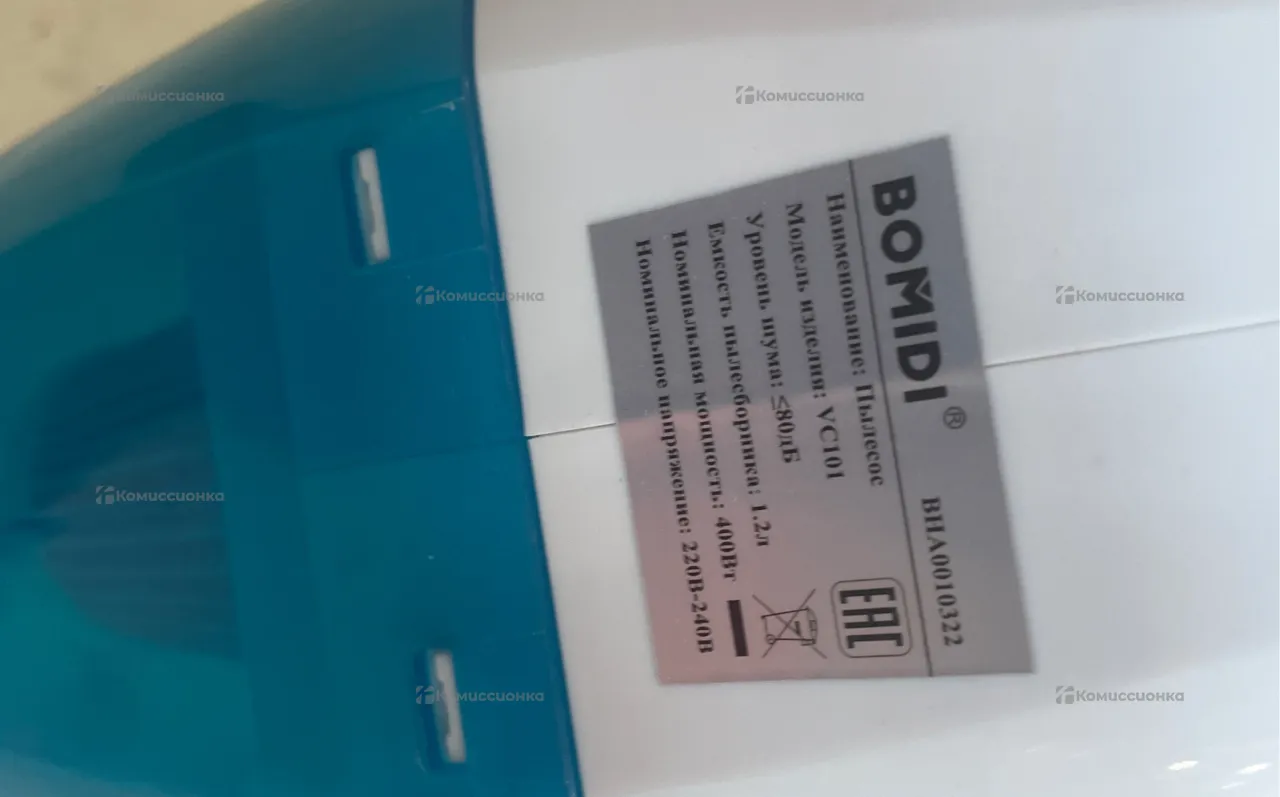 BOMIDI ® BHA0010322
Наименование: Пылесос
Модель изделия: VC101
Уровень шума: ≤80дБ
Емкость пылесборника: 1.2л
Номинальная мощность: 400Вт
Номинальное напряжение: 220В-240В
EAC
Комиссионка
Комиссионка
Комиссионка
Комиссионка
Комиссионка
Комиссионка
Комиссионка